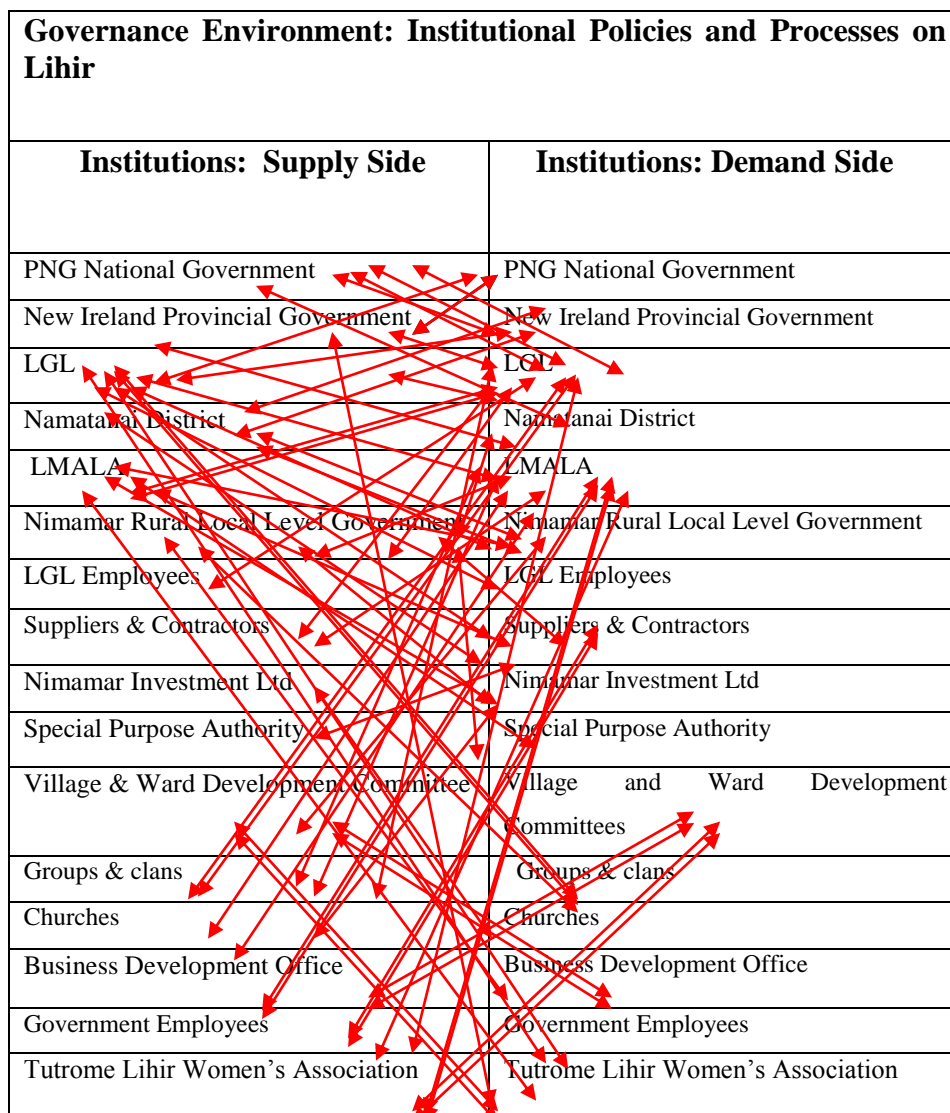 Governance Environment: Institutional Policies and Processes on
Lihir
Institutions: Supply Side
Institutions: Demand Side
PNG National Government
PNG National Government
New Ireland Provincial Government
New Ireland Provincial Government
LGL
LGL
Namatanai District
Namatanai District
LMALA
LMALA
Nimamar Rural Local Level Government
Nimamar Rural Local Level Government
LGL Employees
LGL Employees
Suppliers & Contractors
Suppliers & Contractors
Nimamar Investment Ltd
Nimamar Investment Ltd
Special Purpose Authority
Special Purpose Authority
Village & Ward Development Committee
Village and Ward Development
Committees
Groups & clans
Groups & clans
Churches
Churches
Business Development Office
Business Development Office
Government Employees
Government Employees
Tutrome Lihir Women's Association
Tutrome Lihir Women's Association